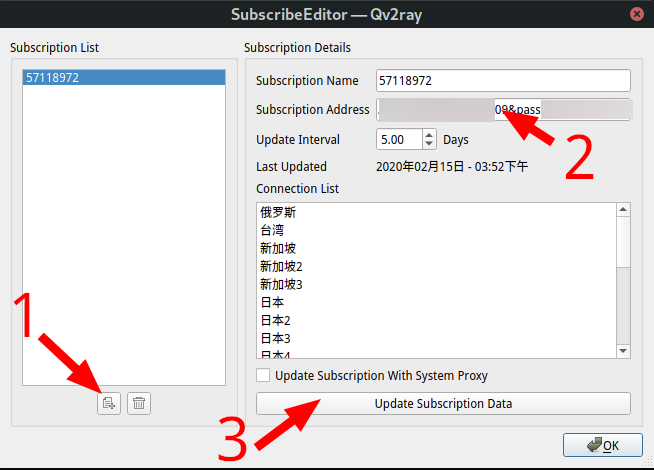 SubscribeEditor — Qv2ray
Subscription List
57118972
Subscription Details
Subscription Name
57118972
Subscription Address
09&pass
Update Interval
5.00
Days
Last Updated
2020年02月15日 - 03:52下午
Connection List
俄罗斯
台湾
新加坡
新加坡2
新加坡3
日本
日本2
日本3
日本4
Update Subscription With System Proxy
Update Subscription Data
OK
1
2
3